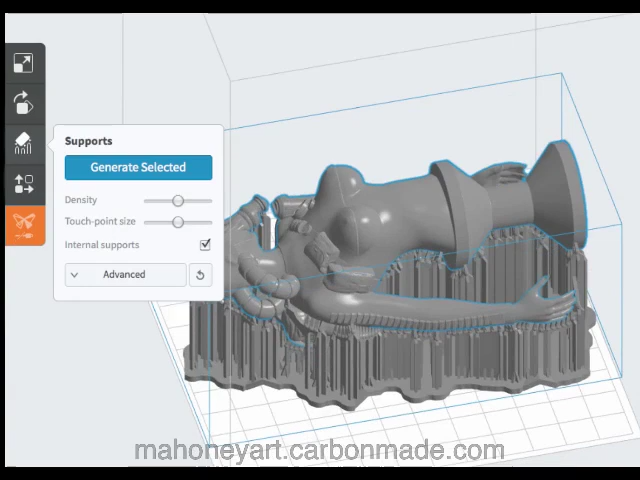 Supports
Generate Selected
Density
Touch-point size
Internal supports
Advanced
mahoneyart.carbonmade.com